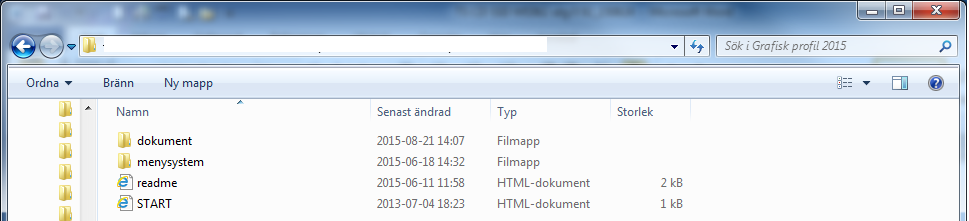 Sök i Grafisk profil 2015
Ordna Bränn Ny mapp
Namn Senast ändrad Typ Storlek
dokument 2015-08-21 14:07 Filmapp
menysystem 2015-06-18 14:32 Filmapp
readme 2015-06-11 11:58 HTML-dokument 2 kB
START 2013-07-04 18:23 HTML-dokument 1 kB